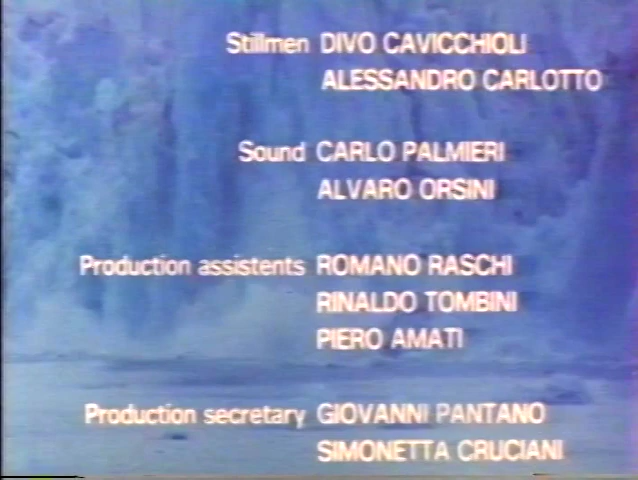 Stillmen DIVO CAVICCHIOLI
ALESSANDRO CARLOTTO
Sound CARLO PALMIERI
ALVARO ORSINI
Production assistents ROMANO RASCHI
RINALDO TOMBINI
PIERO AMATI
Production secretary GIOVANNI PANTANO
SIMONETTA CRUCIANI